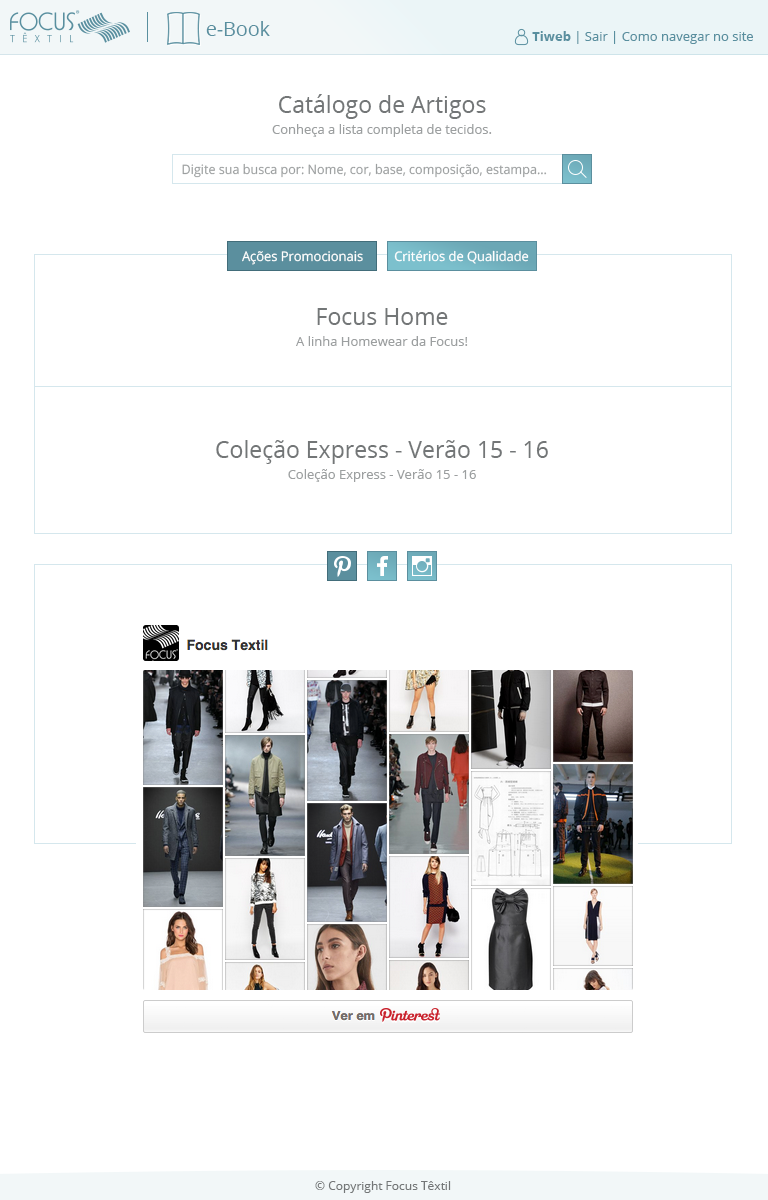 FOCUS®
TÊXTIL
e-Book
Tiweb | Sair | Como navegar no site
Catálogo de Artigos
Conheça a lista completa de tecidos.
Digite sua busca por: Nome, cor, base, composição, estampa...
Ações Promocionais
Critérios de Qualidade
Focus Home
A linha Homewear da Focus!
Coleção Express - Verão 15 - 16
Coleção Express - Verão 15 - 16
FOCUS
Focus Textil
Ver em Pinterest
© Copyright Focus Têxtil